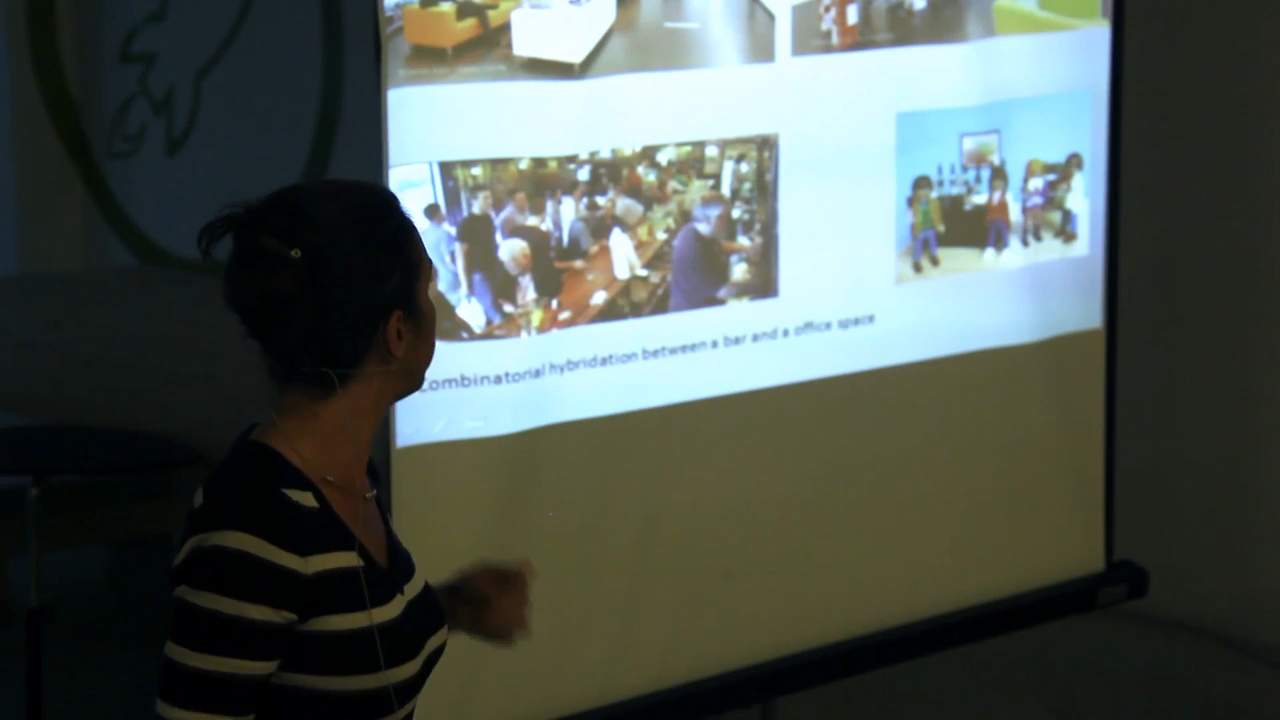 Combinatorial hybridation between a bar and a office space